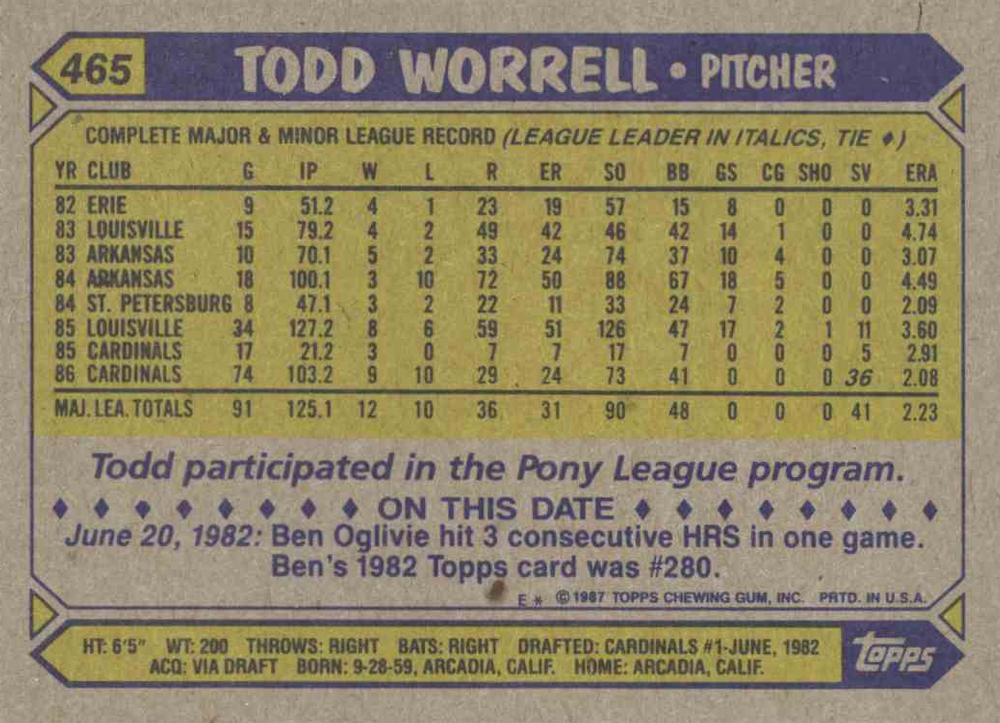 465 TODD WORRELL • PITCHER
COMPLETE MAJOR & MINOR LEAGUE RECORD (LEAGUE LEADER IN ITALICS, TIE ♦)
YR CLUB G IP W L R ER SO BB GS CG SHO SV ERA
82 ERIE 9 51.2 4 1 23 19 57 15 8 0 0 0 3.31
83 LOUISVILLE 15 79.2 4 2 49 42 46 42 14 1 0 0 4.74
83 ARKANSAS 10 70.1 5 2 33 24 74 37 10 4 0 0 3.07
84 ARKANSAS 18 100.1 3 10 72 50 88 67 18 5 0 0 4.49
84 ST. PETERSBURG 8 47.1 3 2 22 11 33 24 7 2 0 0 2.09
85 LOUISVILLE 34 127.2 8 6 59 51 126 47 17 2 1 11 3.60
85 CARDINALS 17 21.2 3 0 7 7 17 7 0 0 0 5 2.91
86 CARDINALS 74 103.2 9 10 29 24 73 41 0 0 0 36 2.08
MAJ. LEA. TOTALS 91 125.1 12 10 36 31 90 48 0 0 0 41 2.23
Todd participated in the Pony League program.
♦ ♦ ♦ ♦ ♦ ♦ ♦ ♦ ON THIS DATE ♦ ♦ ♦ ♦ ♦ ♦ ♦ ♦
June 20, 1982: Ben Oglivie hit 3 consecutive HRS in one game.
Ben's 1982 Topps card was #280.
E * © 1987 TOPPS CHEWING GUM, INC. PRTD. IN U.S.A.
HT: 6'5" WT: 200 THROWS: RIGHT BATS: RIGHT DRAFTED: CARDINALS #1-JUNE, 1982
ACQ: VIA DRAFT BORN: 9-28-59, ARCADIA, CALIF. HOME: ARCADIA, CALIF.
topps